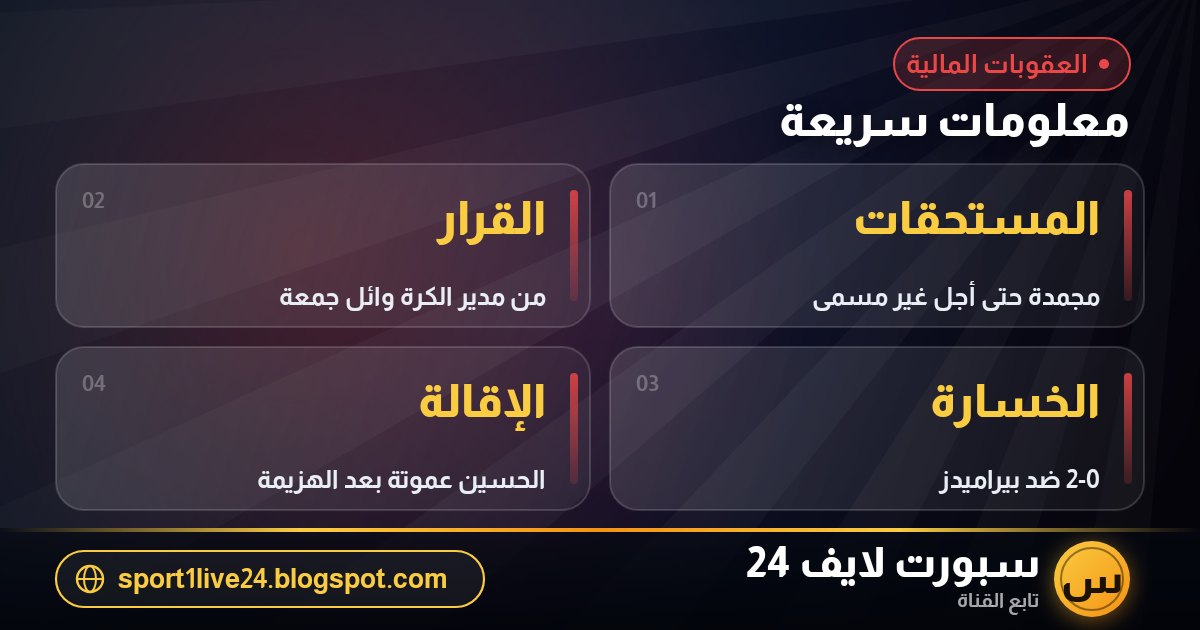 العقوبات المالية
معلومات سريعة
01
المستحقات
مجمدة حتى أجل غير مسمى
02
القرار
من مدير الكرة وائل جمعة
03
الخسارة
2-0 ضد بيراميدز
04
الإقالة
الحسين عموتة بعد الهزيمة
س
سبورت لايف 24
تابع القناة
sport1live24.blogspot.com